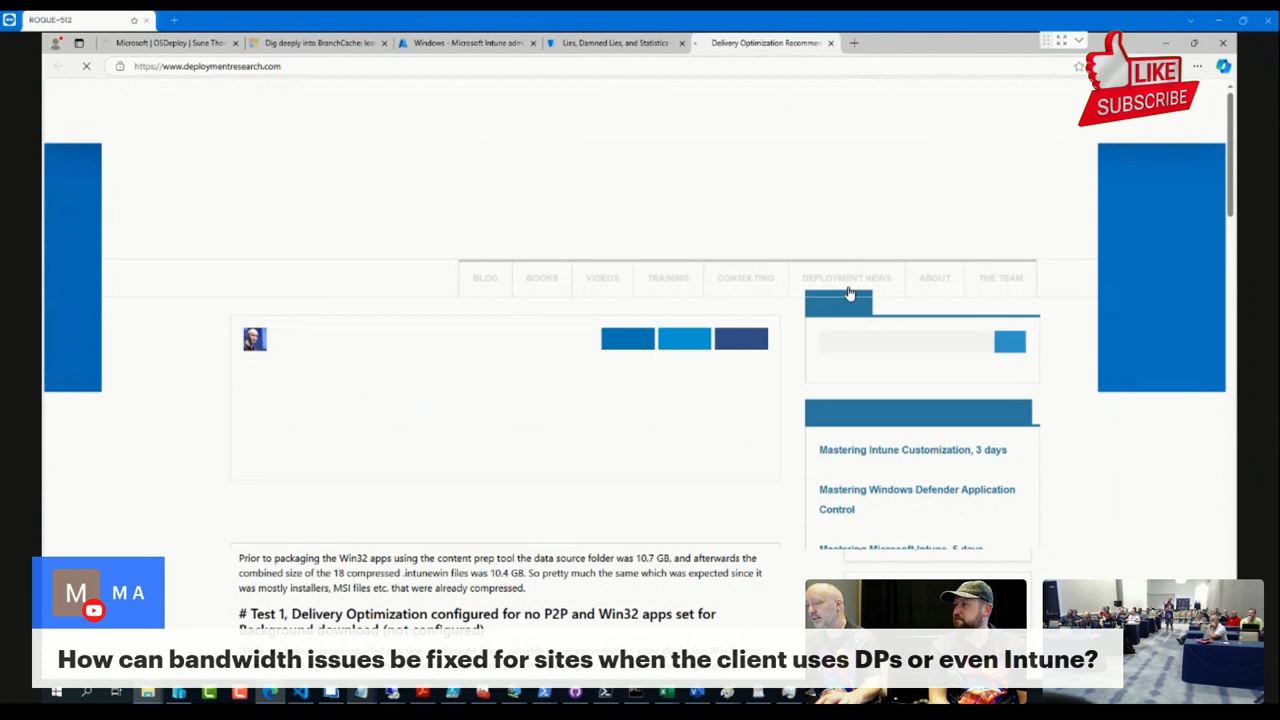 ROGUE-512
Microsoft | OSDeploy | Sune Tho
Dig deeply into BranchCache: lea
Windows - Microsoft Intune adm
Lies, Damned Lies, and Statistics
Delivery Optimization Recommen
https://www.deploymentresearch.com
LIKE
SUBSCRIBE
BLOG BOOKS VIDEOS TRAINING CONSULTING DEPLOYMENT NEWS ABOUT THE TEAM
Mastering Intune Customization, 3 days
Mastering Windows Defender Application
Control
Mastering Microsoft Intune, 5 days
Prior to packaging the Win32 apps using the content prep tool the data source folder was 10.7 GB, and afterwards the
combined size of the 18 compressed .intunewin files was 10.4 GB. So pretty much the same which was expected since it
was mostly installers, MSI files etc. that were already compressed.
# Test 1, Delivery Optimization configured for no P2P and Win32 apps set for
Background download (not configured)
M
M A
How can bandwidth issues be fixed for sites when the client uses DPs or even Intune?